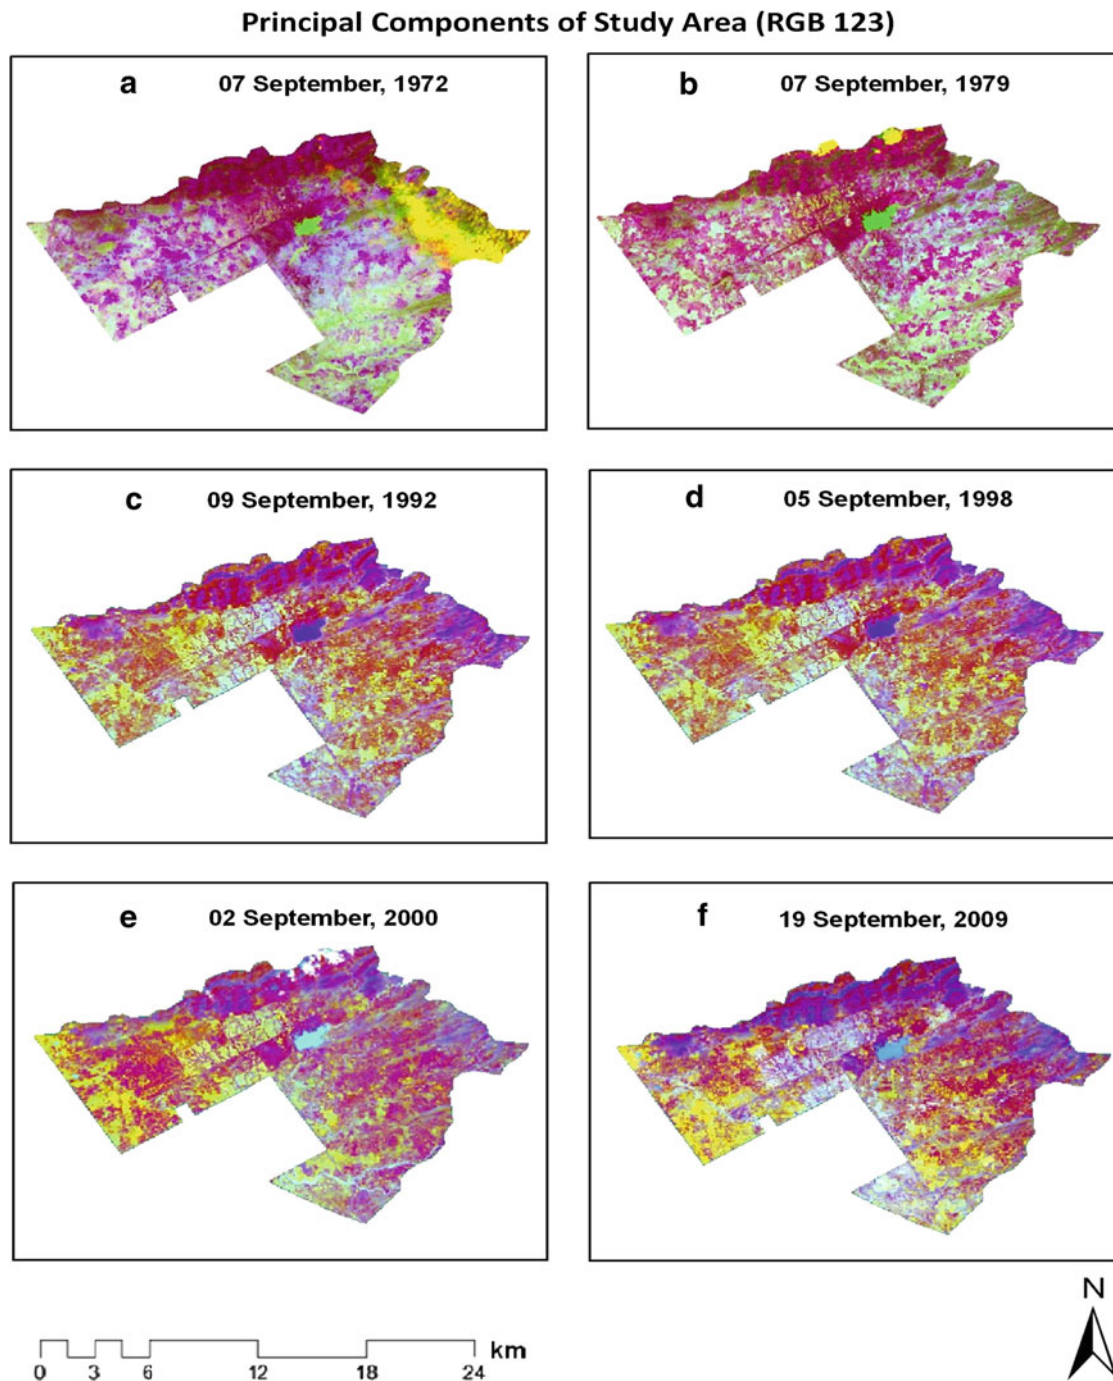 Principal Components of Study Area (RGB 123)
a 07 September, 1972
b 07 September, 1979
c 09 September, 1992
d 05 September, 1998
e 02 September, 2000
f 19 September, 2009
N
km
0 3 6 12 18 24